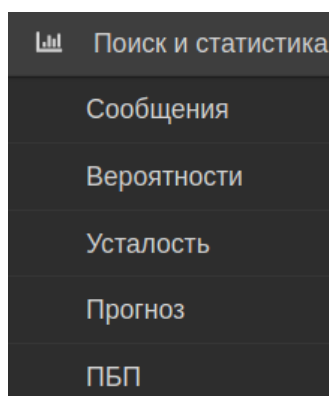 Поиск и статистика
Сообщения
Вероятности
Усталость
Прогноз
ПБП